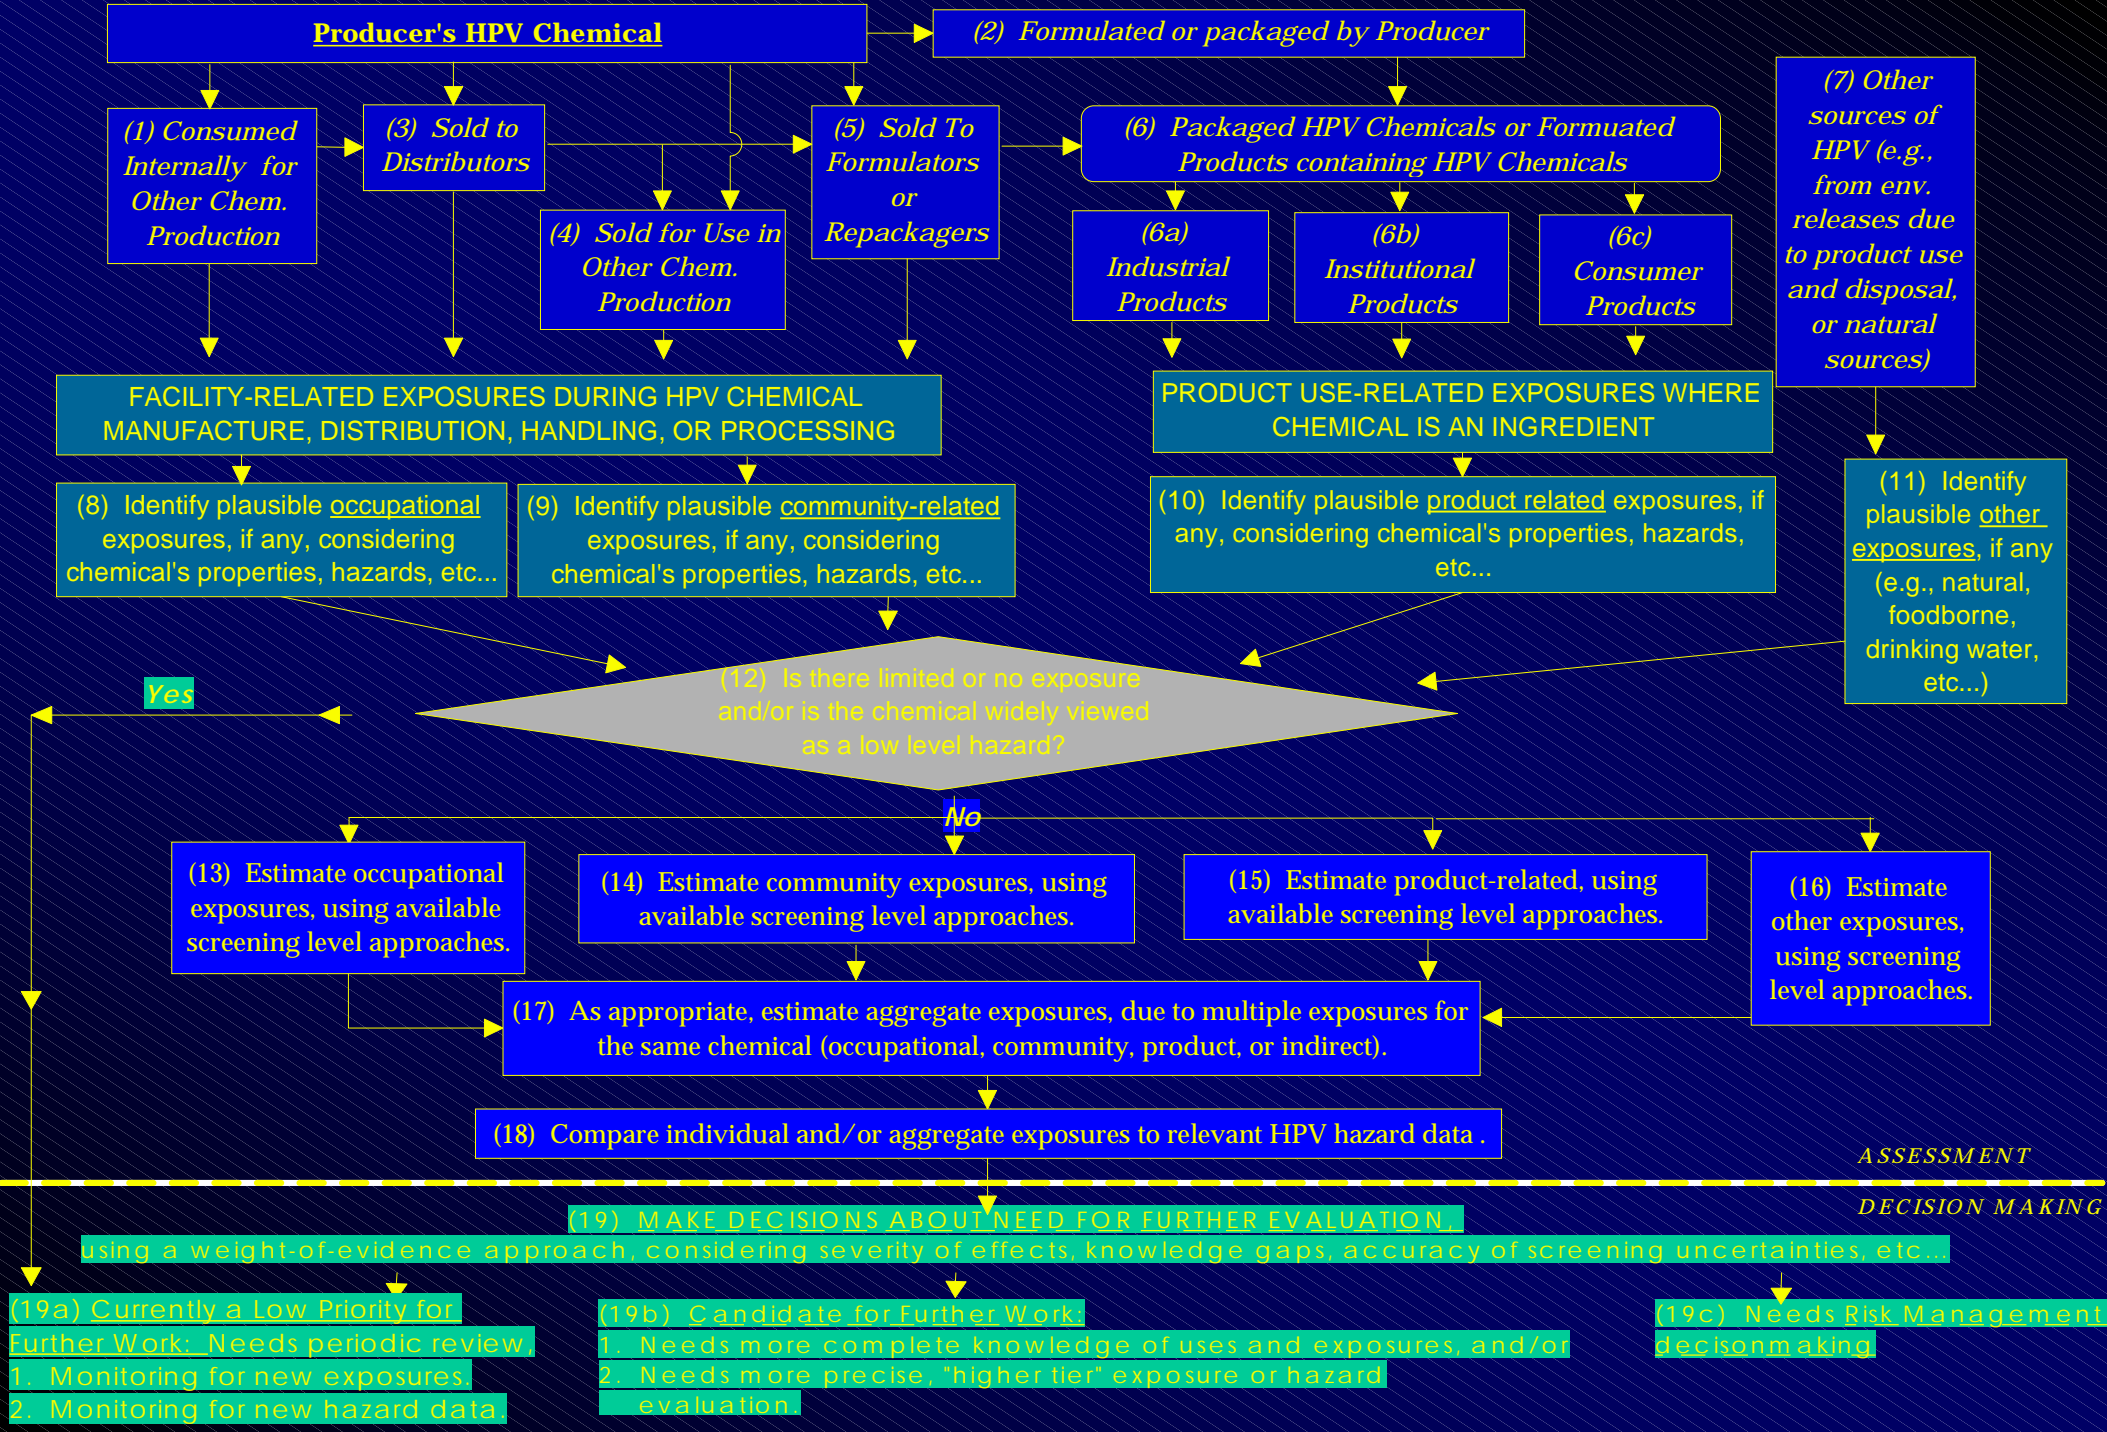 Producer's HPV Chemical
(2) Formulated or packaged by Producer
(1) Consumed
Internally for
Other Chem.
Production
(3) Sold to
Distributors
(4) Sold for Use in
Other Chem.
Production
(5) Sold To
Formulators
or
Repackagers
(6) Packaged HPV Chemicals or Formuated
Products containing HPV Chemicals
(6a)
Industrial
Products
(6b)
Institutional
Products
(6c)
Consumer
Products
(7) Other
sources of
HPV (e.g.,
from env.
releases due
to product use
and disposal,
or natural
sources)
FACILITY-RELATED EXPOSURES DURING HPV CHEMICAL
MANUFACTURE, DISTRIBUTION, HANDLING, OR PROCESSING
PRODUCT USE-RELATED EXPOSURES WHERE
CHEMICAL IS AN INGREDIENT
(8) Identify plausible occupational
exposures, if any, considering
chemical's properties, hazards, etc...
(9) Identify plausible community-related
exposures, if any, considering
chemical's properties, hazards, etc...
(10) Identify plausible product related exposures, if
any, considering chemical's properties, hazards,
etc...
(11) Identify
plausible other
exposures, if any
(e.g., natural,
foodborne,
drinking water,
etc...)
(12) Is there limited or no exposure
and/or is the chemical widely viewed
as a low level hazard?
Yes
No
(13) Estimate occupational
exposures, using available
screening level approaches.
(14) Estimate community exposures, using
available screening level approaches.
(15) Estimate product-related, using
available screening level approaches.
(16) Estimate
other exposures,
using screening
level approaches.
(17) As appropriate, estimate aggregate exposures, due to multiple exposures for
the same chemical (occupational, community, product, or indirect).
(18) Compare individual and/or aggregate exposures to relevant HPV hazard data .
ASSESSMENT
DECISION MAKING
(19) MAKE DECISIONS ABOUT NEED FOR FURTHER EVALUATION,
using a weight-of-evidence approach, considering severity of effects, knowledge gaps, accuracy of screening uncertainties, etc...
(19a) Currently a Low Priority for
Further Work: Needs periodic review,
1. Monitoring for new exposures.
2. Monitoring for new hazard data.
(19b) Candidate for Further Work:
1. Needs more complete knowledge of uses and exposures, and/or
2. Needs more precise, "higher tier" exposure or hazard
evaluation.
(19c) Needs Risk Management
decisonmaking